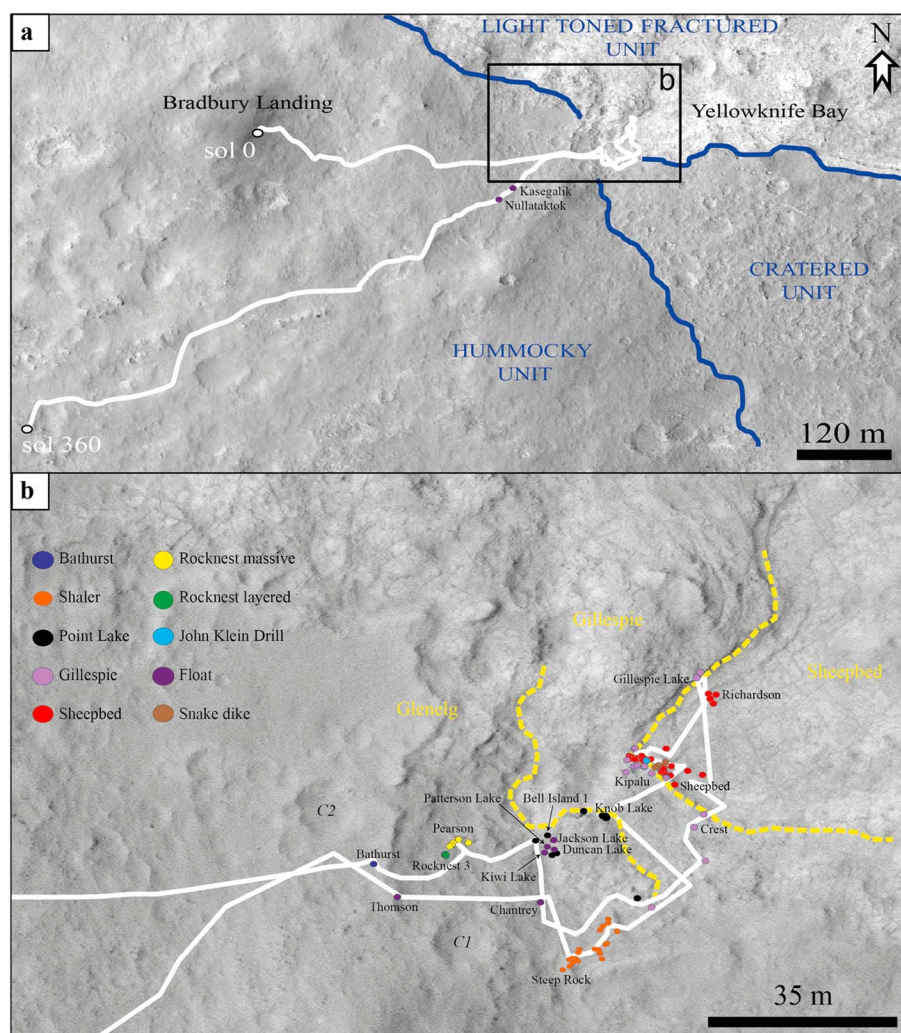 a
LIGHT TONED FRACTURED
UNIT
N
b
Bradbury Landing
Yellowknife Bay
sol 0
Kasegalik
Nullataktok
CRATERED
UNIT
HUMMOCKY
UNIT
sol 360
120 m
b
Bathurst
Rocknest massive
Shaler
Rocknest layered
Point Lake
John Klein Drill
Gillespie
Float
Sheepbed
Snake dike
Gillespie
Gillespie Lake
Sheepbed
Richardson
Glenelg
Kipalu
Sheepbed
Patterson Lake
Bell Island 1
Knob Lake
C2
Pearson
Crest
Jackson Lake
Duncan Lake
Bathurst
Rocknest 3
Kiwi Lake
Thomson
Chantrey
C1
Steep Rock
35 m